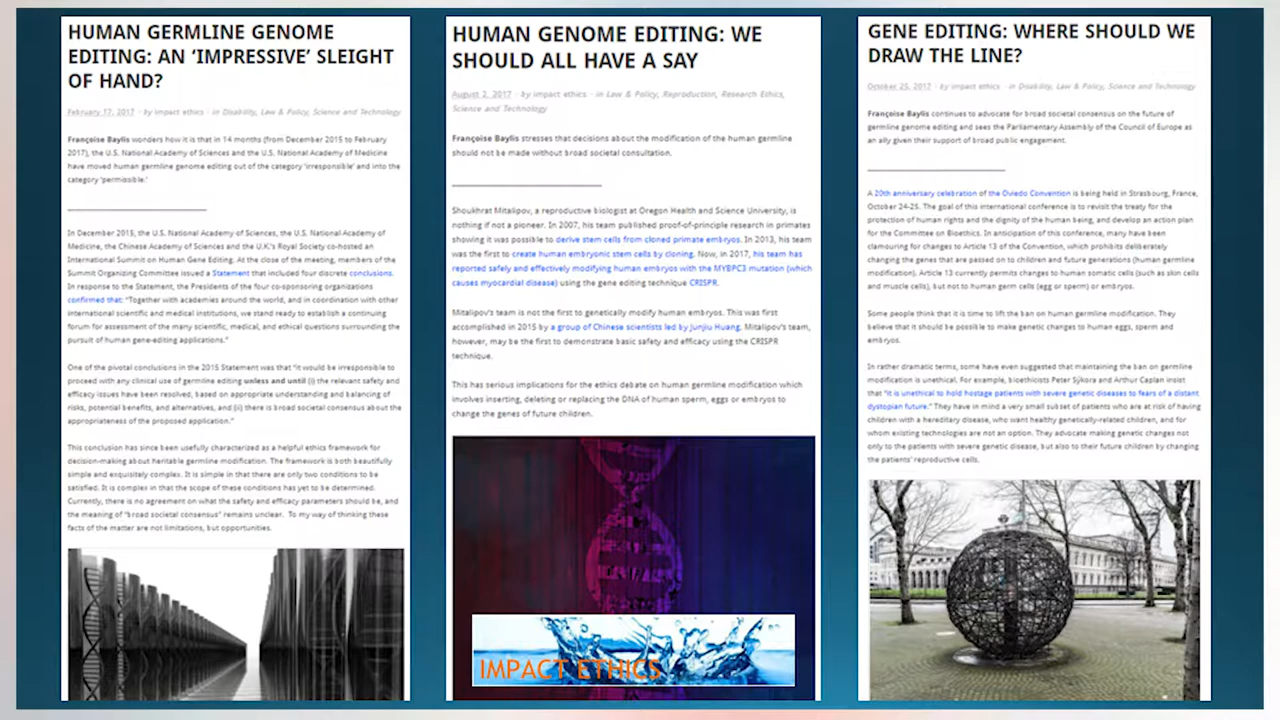 HUMAN GERMLINE GENOME
EDITING: AN ‘IMPRESSIVE’ SLEIGHT
OF HAND?
February 17, 2017 · by impact ethics · in Disability, Law & Policy, Science and Technology
Françoise Baylis wonders how it is that in 14 months (from December 2015 to February
2017), the U.S. National Academy of Sciences and the U.S. National Academy of Medicine
have moved human germline genome editing out of the category ‘irresponsible’ and into the
category ‘permissible.’
In December 2015, the U.S. National Academy of Sciences, the U.S. National Academy of
Medicine, the Chinese Academy of Sciences and the U.K.'s Royal Society co-hosted an
International Summit on Human Gene Editing. At the close of the meeting, members of the
Summit Organizing Committee issued a Statement that included four discrete conclusions.
In response to the Statement, the Presidents of the four co-sponsoring organizations
confirmed that: “Together with academies around the world, and in coordination with other
international scientific and medical institutions, we stand ready to establish a continuing
forum for assessment of the many scientific, medical, and ethical questions surrounding the
pursuit of human gene-editing applications.”
One of the pivotal conclusions in the 2015 Statement was that “it would be irresponsible to
proceed with any clinical use of germline editing unless and until (i) the relevant safety and
efficacy issues have been resolved, based on appropriate understanding and balancing of
risks, potential benefits, and alternatives, and (ii) there is broad societal consensus about the
appropriateness of the proposed application.”
This conclusion has since been usefully characterized as a helpful ethics framework for
decision-making about heritable germline modification. The framework is both beautifully
simple and exquisitely complex. It is simple in that there are only two conditions to be
satisfied. It is complex in that the scope of these conditions has yet to be determined.
Currently, there is no agreement on what the safety and efficacy parameters should be, and
the meaning of “broad societal consensus” remains unclear. To my way of thinking these
facts of the matter are not limitations, but opportunities.
HUMAN GENOME EDITING: WE
SHOULD ALL HAVE A SAY
August 2, 2017 · by impact ethics · in Law & Policy, Reproduction, Research Ethics,
Science and Technology
Françoise Baylis stresses that decisions about the modification of the human germline
should not be made without broad societal consultation.
Shoukhrat Mitalipov, a reproductive biologist at Oregon Health and Science University, is
nothing if not a pioneer. In 2007, his team published proof-of-principle research in primates
showing it was possible to derive stem cells from cloned primate embryos. In 2013, his team
was the first to create human embryonic stem cells by cloning. Now, in 2017, his team has
reported safely and effectively modifying human embryos with the MYBPC3 mutation (which
causes myocardial disease) using the gene editing technique CRISPR.
Mitalipov's team is not the first to genetically modify human embryos. This was first
accomplished in 2015 by a group of Chinese scientists led by Junjiu Huang. Mitalipov's team,
however, may be the first to demonstrate basic safety and efficacy using the CRISPR
technique.
This has serious implications for the ethics debate on human germline modification which
involves inserting, deleting or replacing the DNA of human sperm, eggs or embryos to
change the genes of future children.
IMPACT ETHICS
GENE EDITING: WHERE SHOULD WE
DRAW THE LINE?
October 25, 2017 · by impact ethics · in Disability, Law & Policy, Science and Technology
Françoise Baylis continues to advocate for broad societal consensus on the future of
germline genome editing and sees the Parliamentary Assembly of the Council of Europe as
an ally given their support of broad public engagement.
A 20th anniversary celebration of the Oviedo Convention is being held in Strasbourg, France,
October 24-25. The goal of this international conference is to revisit the treaty for the
protection of human rights and the dignity of the human being, and develop an action plan
for the Committee on Bioethics. In anticipation of this conference, many have been
clamouring for changes to Article 13 of the Convention, which prohibits deliberately
changing the genes that are passed on to children and future generations (human germline
modification). Article 13 currently permits changes to human somatic cells (such as skin cells
and muscle cells), but not to human germ cells (egg or sperm) or embryos.
Some people think that it is time to lift the ban on human germline modification. They
believe that it should be possible to make genetic changes to human eggs, sperm and
embryos.
In rather dramatic terms, some have even suggested that maintaining the ban on germline
modification is unethical. For example, bioethicists Peter Sýkora and Arthur Caplan insist
that “it is unethical to hold hostage patients with severe genetic diseases to fears of a distant
dystopian future.” They have in mind a very small subset of patients who are at risk of having
children with a hereditary disease, who want healthy genetically-related children, and for
whom existing technologies are not an option. They advocate making genetic changes not
only to the patients with severe genetic disease, but also to their future children by changing
the patients' reproductive cells.